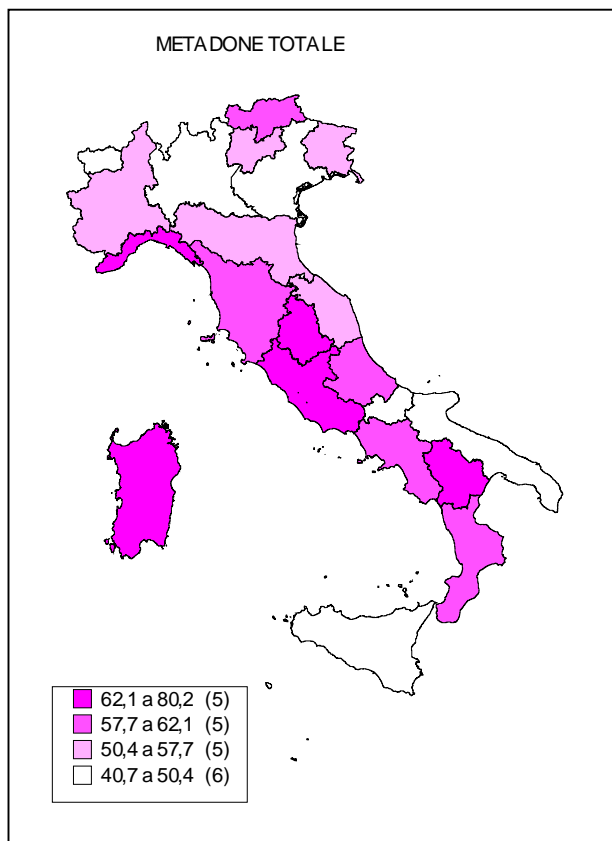 METADONE TOTALE
62,1 a 80,2 (5)
57,7 a 62,1 (5)
50,4 a 57,7 (5)
40,7 a 50,4 (6)